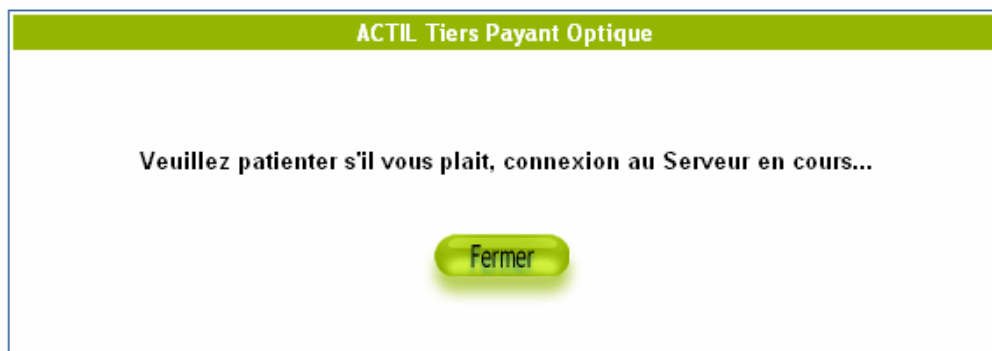 ACTIL Tiers Payant Optique
Veuillez patienter s'il vous plait, connexion au Serveur en cours...
Fermer